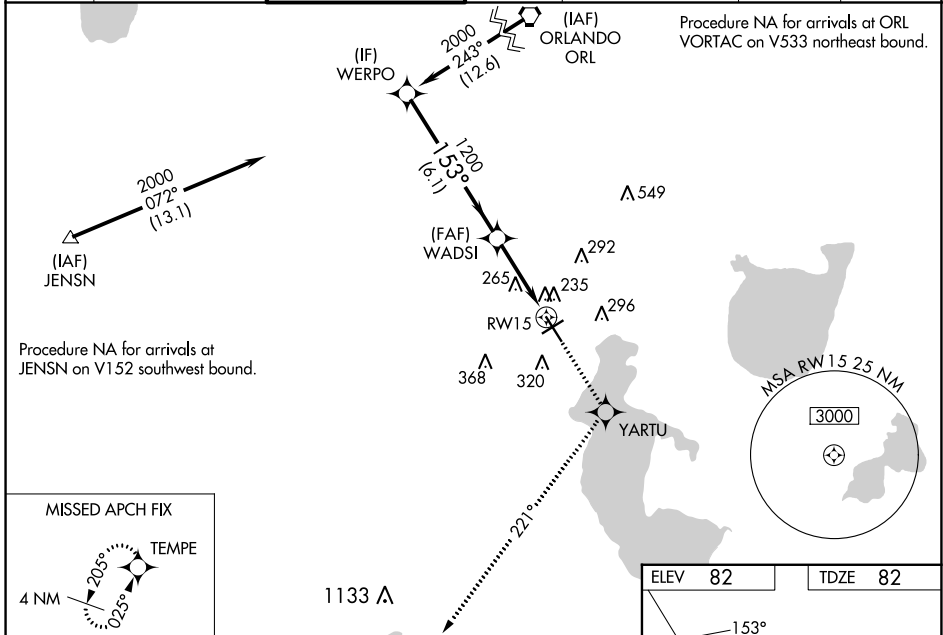 (IAF)
ORLANDO
ORL
2000
243°
(12.6)
Procedure NA for arrivals at ORL
VORTAC on V533 northeast bound.
(IF)
WERPO
1200
153°
(6.1)
2000
072°
(13.1)
(IAF)
JENSN
549
(FAF)
WADSI
292
265
235
RW15
296
Procedure NA for arrivals at
JENSN on V152 southwest bound.
368
320
YARTU
MSA RW15 25 NM
3000
221°
MISSED APCH FIX
TEMPE
205°
4 NM
025°
1133
ELEV 82
TDZE 82
153°